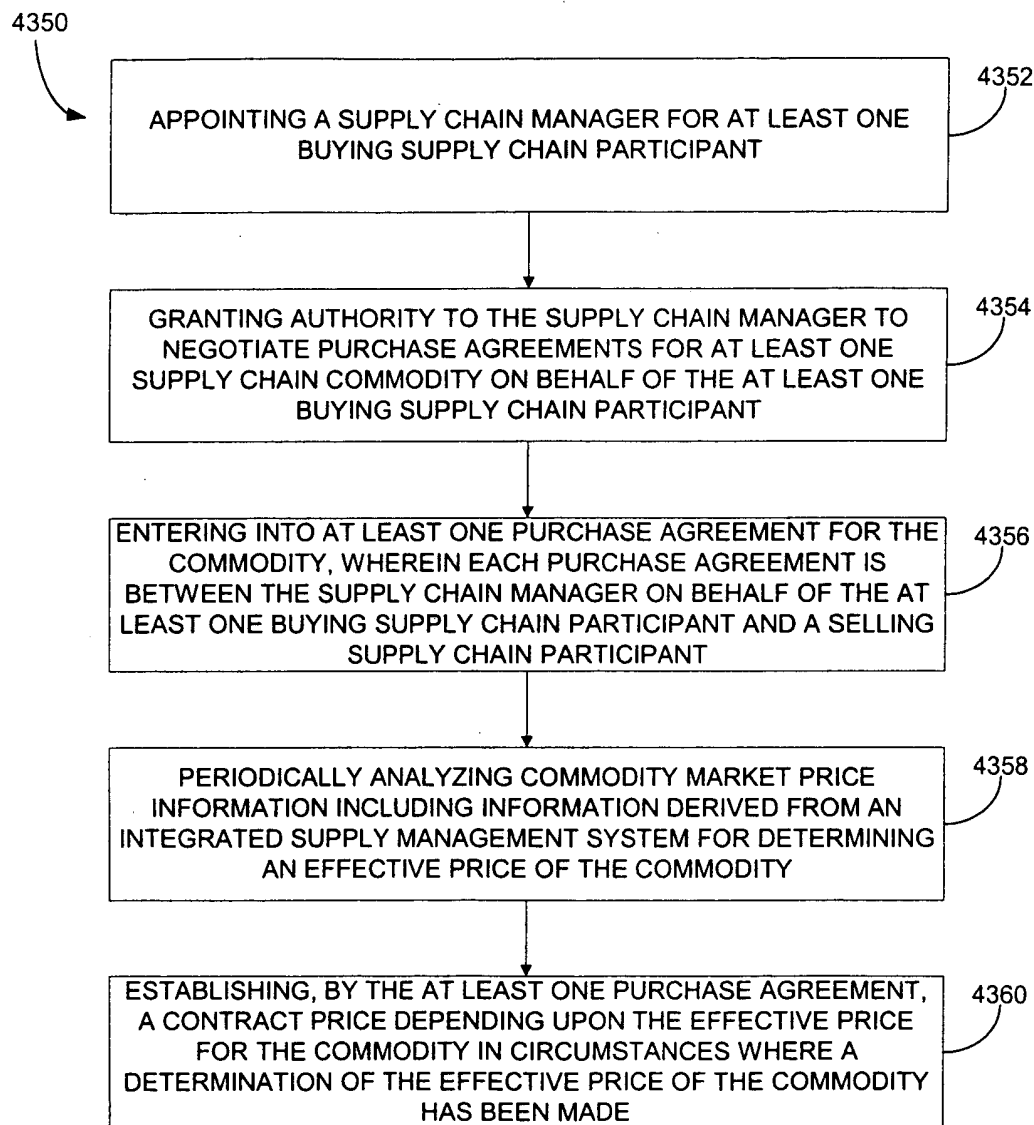 4350
4352
APPOINTING A SUPPLY CHAIN MANAGER FOR AT LEAST ONE
BUYING SUPPLY CHAIN PARTICIPANT
4354
GRANTING AUTHORITY TO THE SUPPLY CHAIN MANAGER TO
NEGOTIATE PURCHASE AGREEMENTS FOR AT LEAST ONE
SUPPLY CHAIN COMMODITY ON BEHALF OF THE AT LEAST ONE
BUYING SUPPLY CHAIN PARTICIPANT
4356
ENTERING INTO AT LEAST ONE PURCHASE AGREEMENT FOR THE
COMMODITY, WHEREIN EACH PURCHASE AGREEMENT IS
BETWEEN THE SUPPLY CHAIN MANAGER ON BEHALF OF THE AT
LEAST ONE BUYING SUPPLY CHAIN PARTICIPANT AND A SELLING
SUPPLY CHAIN PARTICIPANT
4358
PERIODICALLY ANALYZING COMMODITY MARKET PRICE
INFORMATION INCLUDING INFORMATION DERIVED FROM AN
INTEGRATED SUPPLY MANAGEMENT SYSTEM FOR DETERMINING
AN EFFECTIVE PRICE OF THE COMMODITY
4360
ESTABLISHING, BY THE AT LEAST ONE PURCHASE AGREEMENT,
A CONTRACT PRICE DEPENDING UPON THE EFFECTIVE PRICE
FOR THE COMMODITY IN CIRCUMSTANCES WHERE A
DETERMINATION OF THE EFFECTIVE PRICE OF THE COMMODITY
HAS BEEN MADE